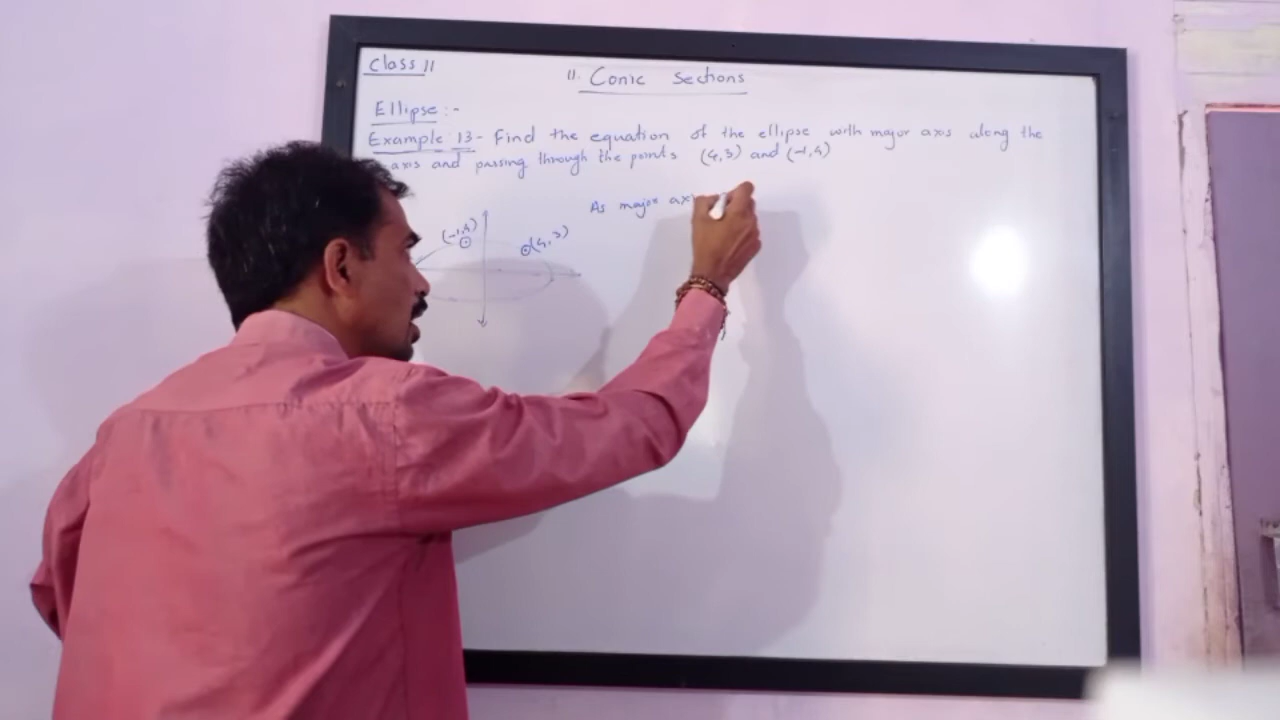 Class 11
11. Conic Sections
Ellipse:-
Example 13- Find the equation of the ellipse with major axis along the
axis and passing through the points (4,3) and (-1,4)
As major ax
(-1,4)
(4,3)